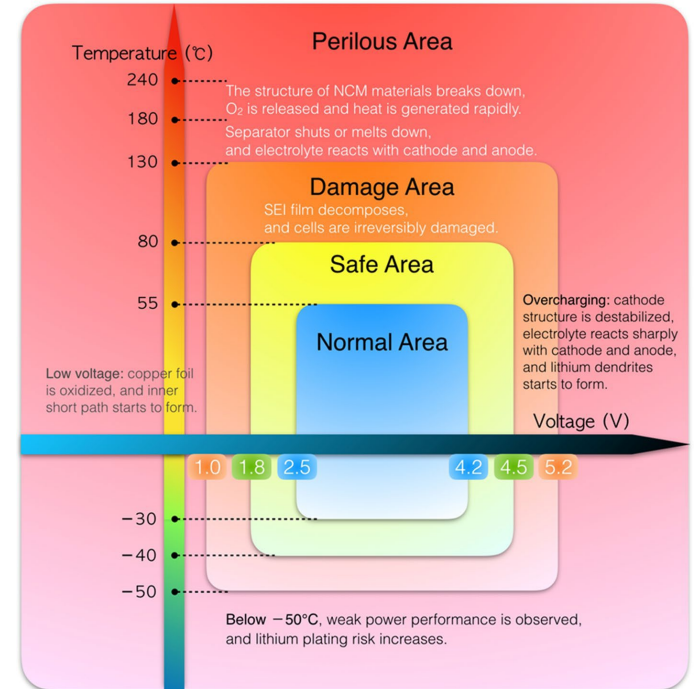 Perilous Area
Temperature (℃)
240
The structure of NCM materials breaks down,
O₂ is released and heat is generated rapidly.
180
Separator shuts or melts down,
and electrolyte reacts with cathode and anode.
130
Damage Area
SEI film decomposes,
and cells are irreversibly damaged.
80
Safe Area
55
Normal Area
Overcharging: cathode
structure is destabilized,
electrolyte reacts sharply
with cathode and anode,
and lithium dendrites
starts to form.
Low voltage: copper foil
is oxidized, and inner
short path starts to form.
Voltage (V)
1.0 1.8 2.5 4.2 4.5 5.2
−30
−40
−50
Below −50°C, weak power performance is observed,
and lithium plating risk increases.